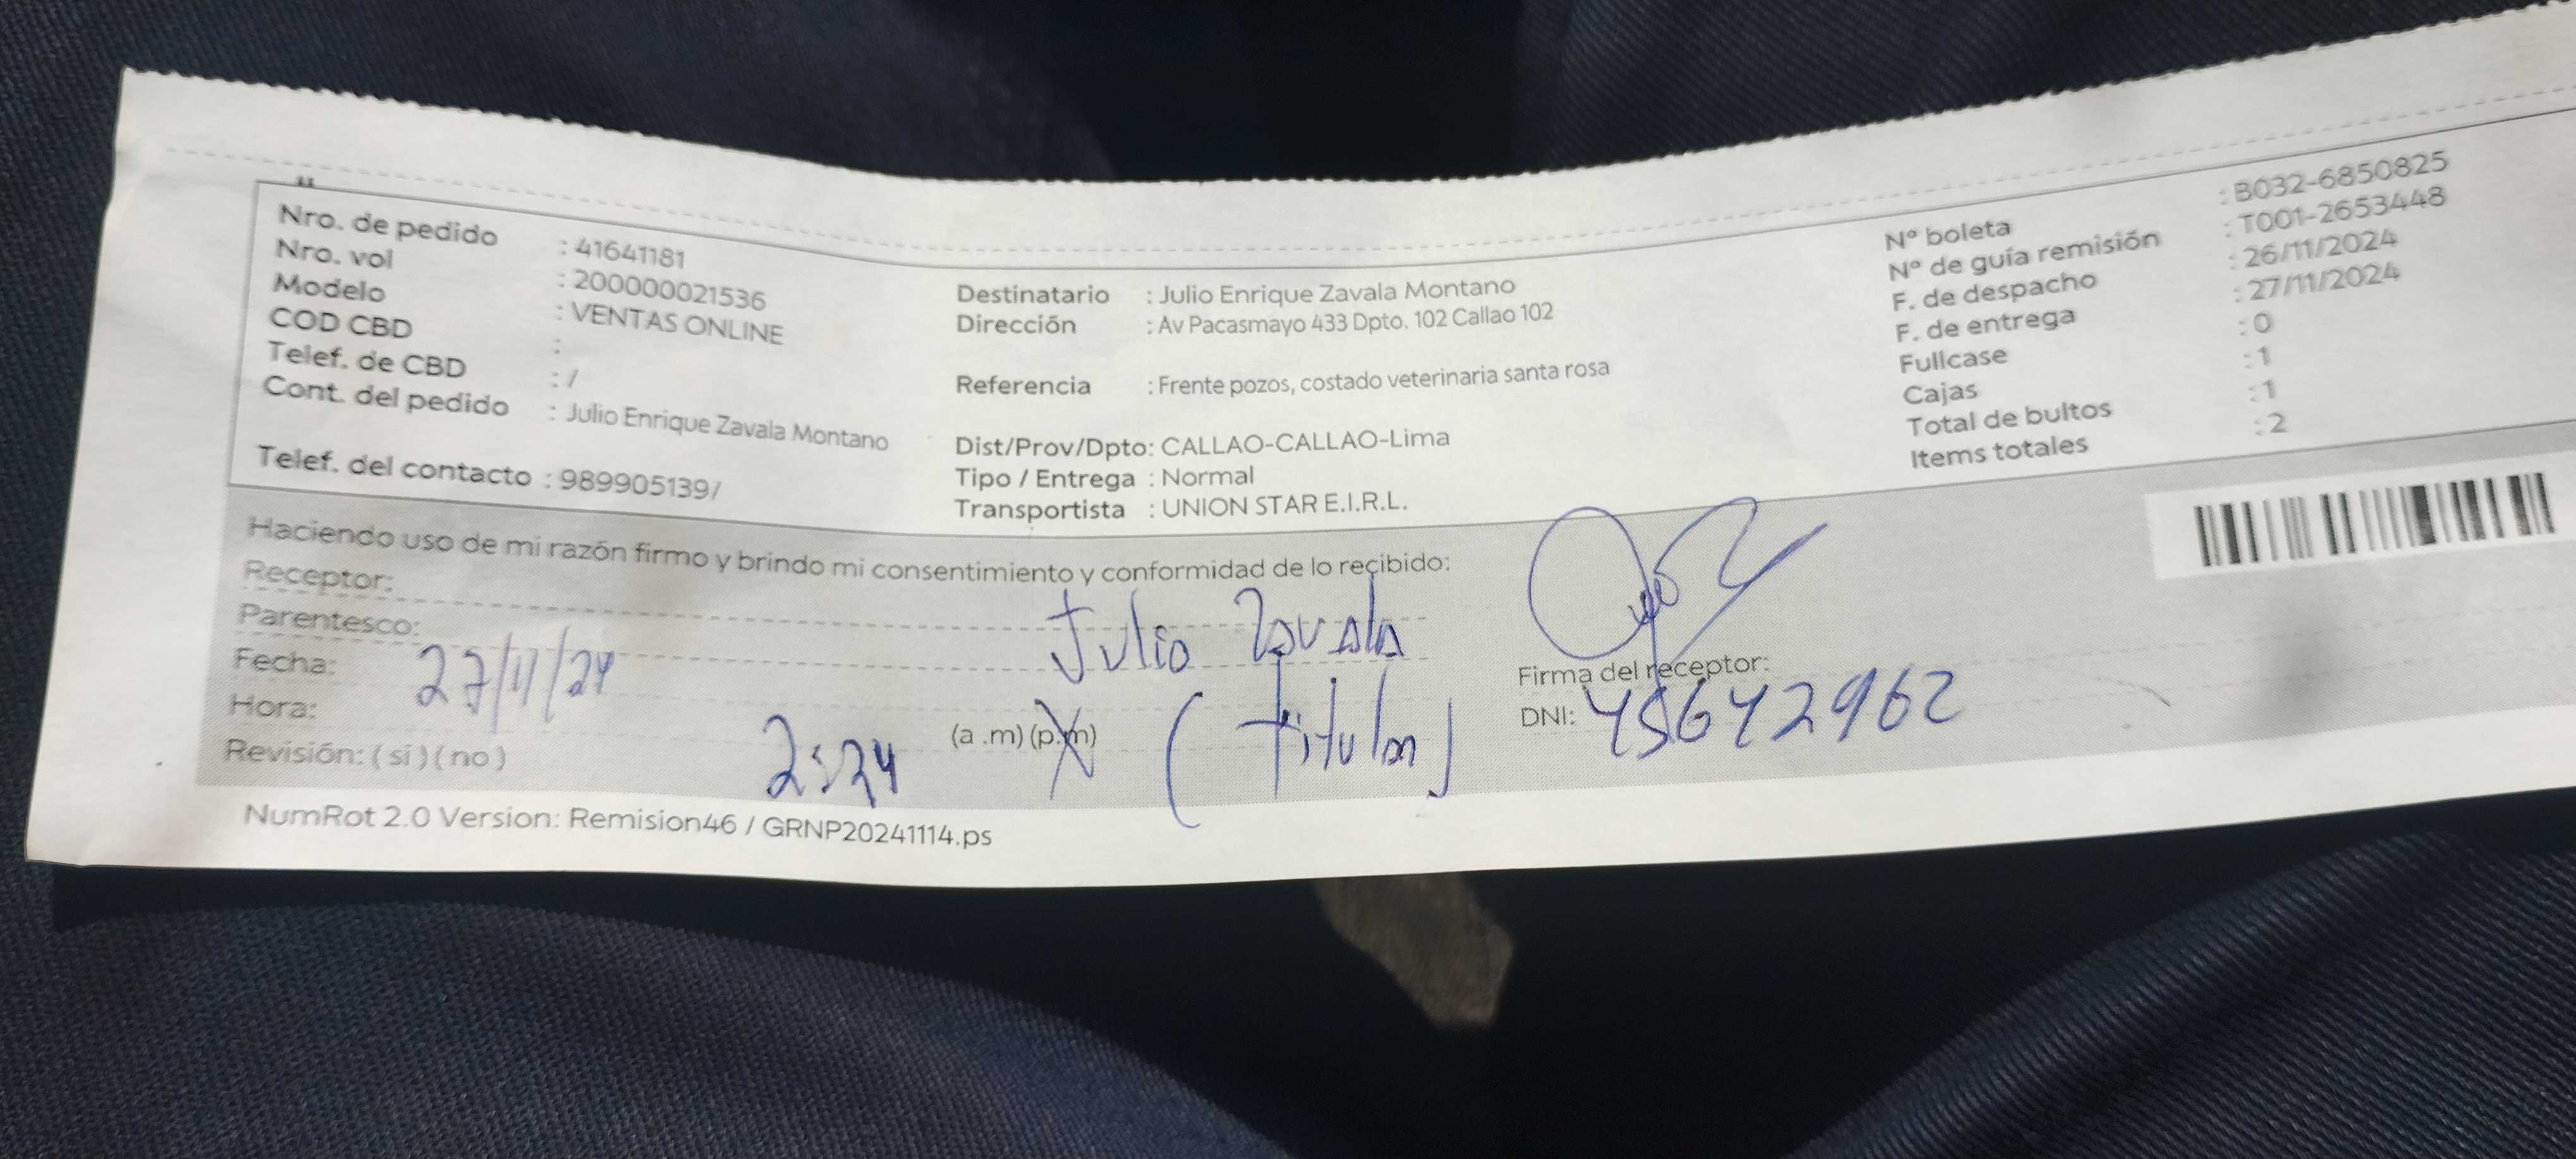 Nro. de pedido : 41641181
Nro. vol : 200000021536
Modelo : VENTAS ONLINE
COD CBD :
Telef. de CBD : /
Cont. del pedido : Julio Enrique Zavala Montano
Telef. del contacto : 989905139/
Destinatario : Julio Enrique Zavala Montano
Dirección : Av Pacasmayo 433 Dpto. 102 Callao 102
Referencia : Frente pozos, costado veterinaria santa rosa
Dist/Prov/Dpto: CALLAO-CALLAO-Lima
Tipo / Entrega : Normal
Transportista : UNION STAR E.I.R.L.
N° boleta : B032-6850825
N° de guía remisión : T001-2653448
F. de despacho : 26/11/2024
F. de entrega : 27/11/2024
Fullcase : 0
Cajas : 1
Total de bultos : 1
Items totales : 2
Haciendo uso de mi razón firmo y brindo mi consentimiento y conformidad de lo recibido:
Receptor: Julio Zavala
Parentesco: (Titular)
Fecha: 27/11/24
Hora: 2:24 (a .m) (p.m)
Revisión: ( si ) ( no )
Firma del receptor:
DNI: 45642962
NumRot 2.0 Version: Remision46 / GRNP20241114.ps